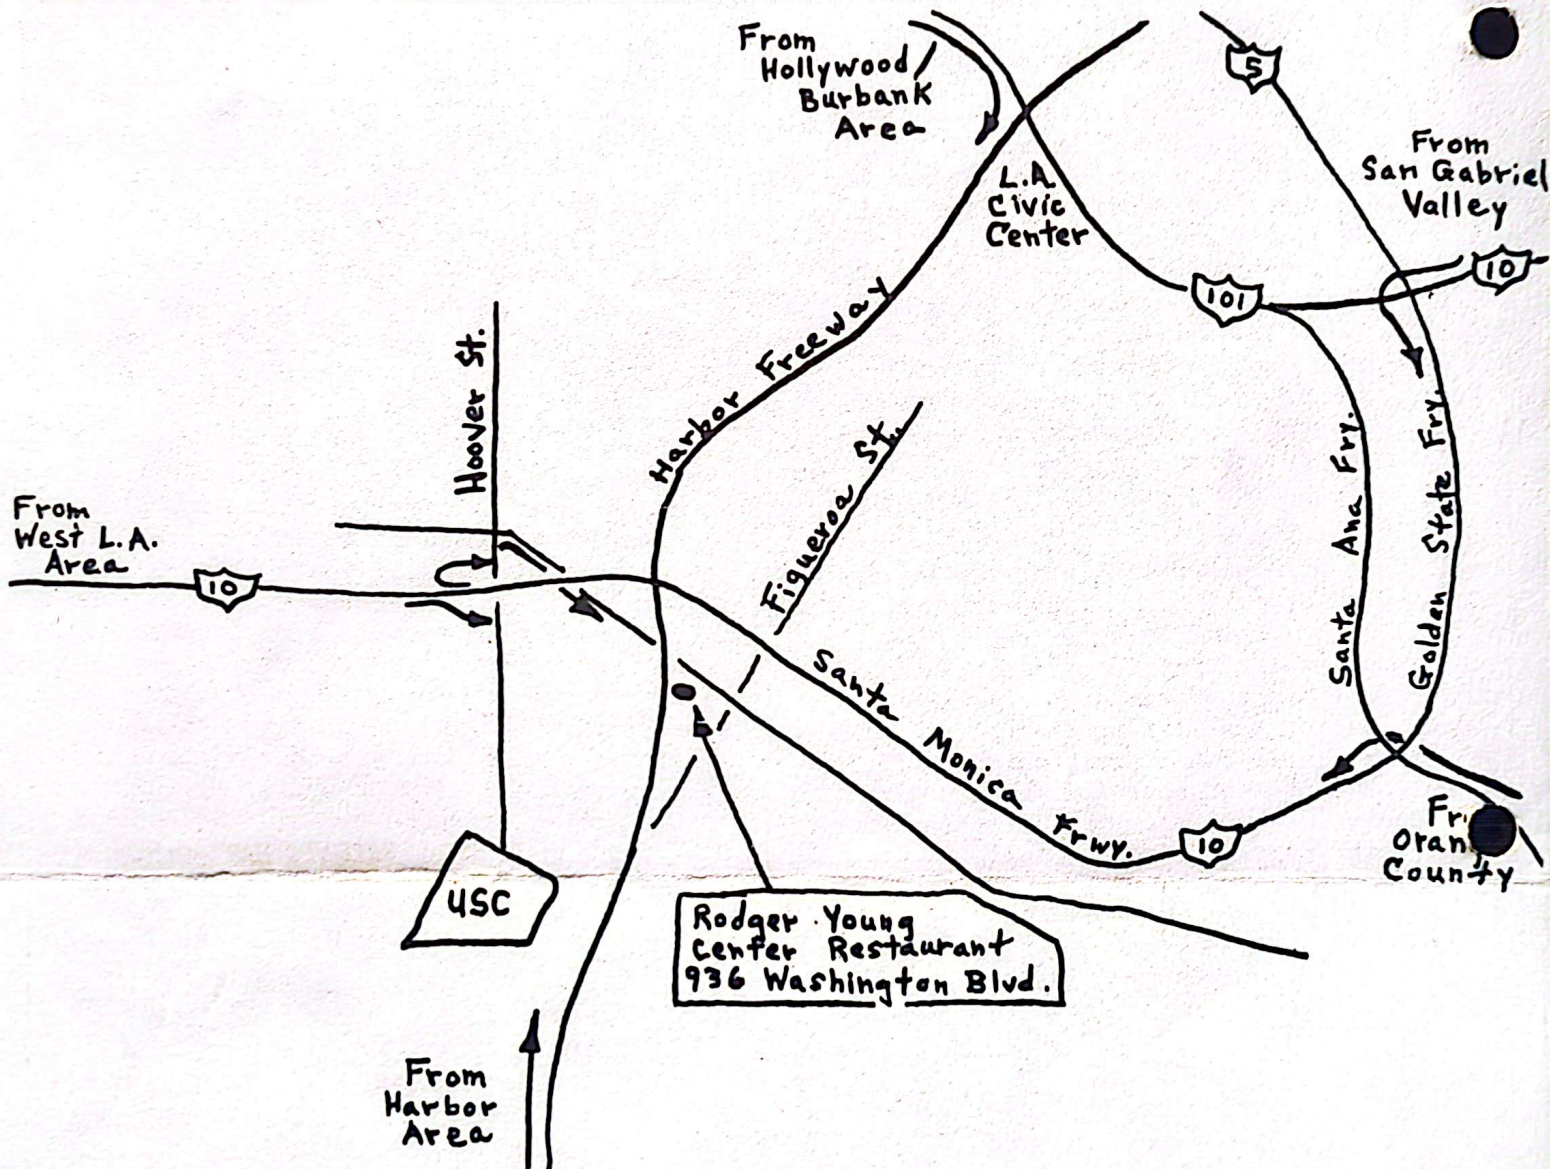 From
Hollywood/
Burbank
Area
5
From
San Gabriel
Valley
L.A.
Civic
Center
10
101
Harbor Freeway
Hoover St.
Figueroa St.
Santa Ana Fry.
Golden State Fry.
From
West L.A.
Area
10
Santa Monica Frwy.
10
County
USC
Rodger Young
Center Restaurant
936 Washington Blvd.
From
Harbor
Area